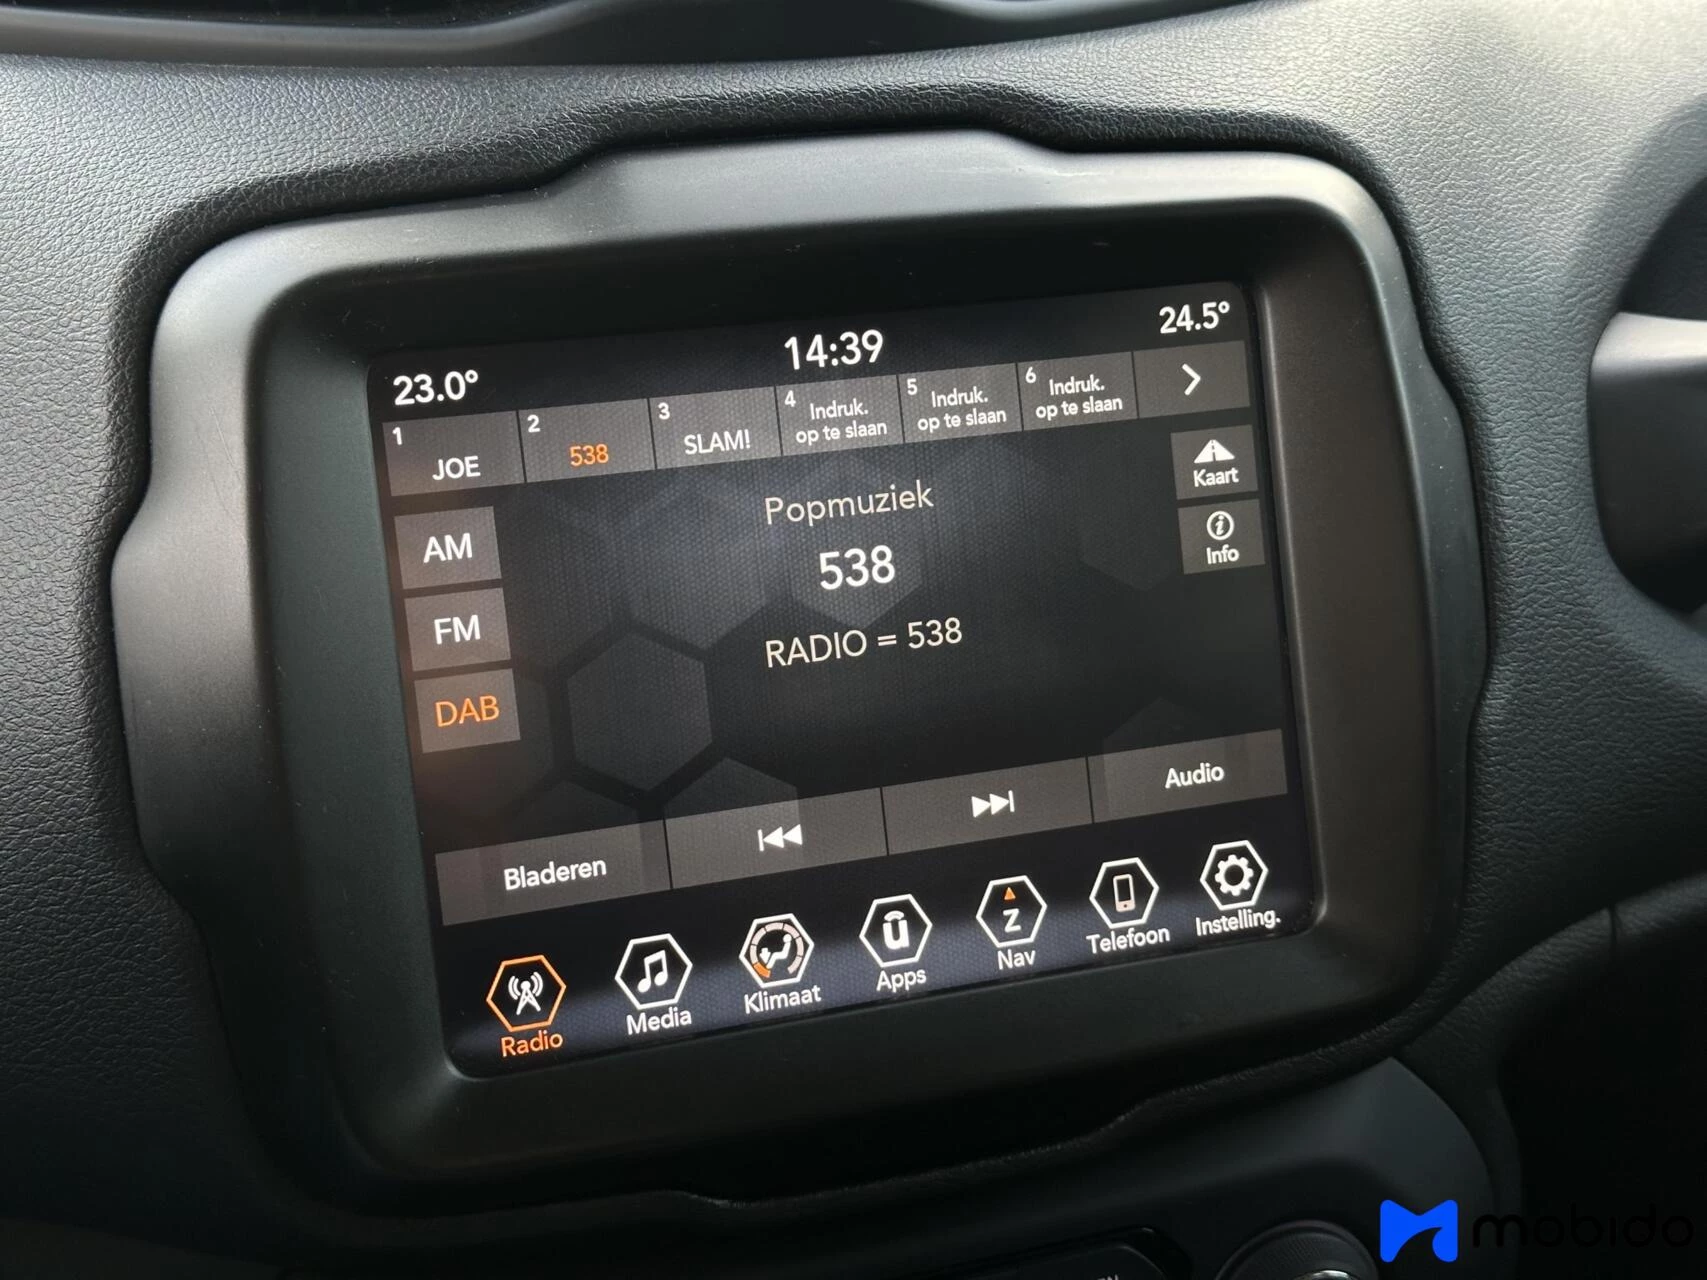 23.0°
14:39
24.5°
1
JOE
2
538
3
SLAM!
4
Indruk.
op te slaan
5
Indruk.
op te slaan
6
Indruk.
op te slaan
Kaart
Info
AM
FM
DAB
Popmuziek
538
RADIO = 538
Bladeren
Audio
Radio
Media
Klimaat
û
Apps
z
Nav
Telefoon
Instelling.
mobido